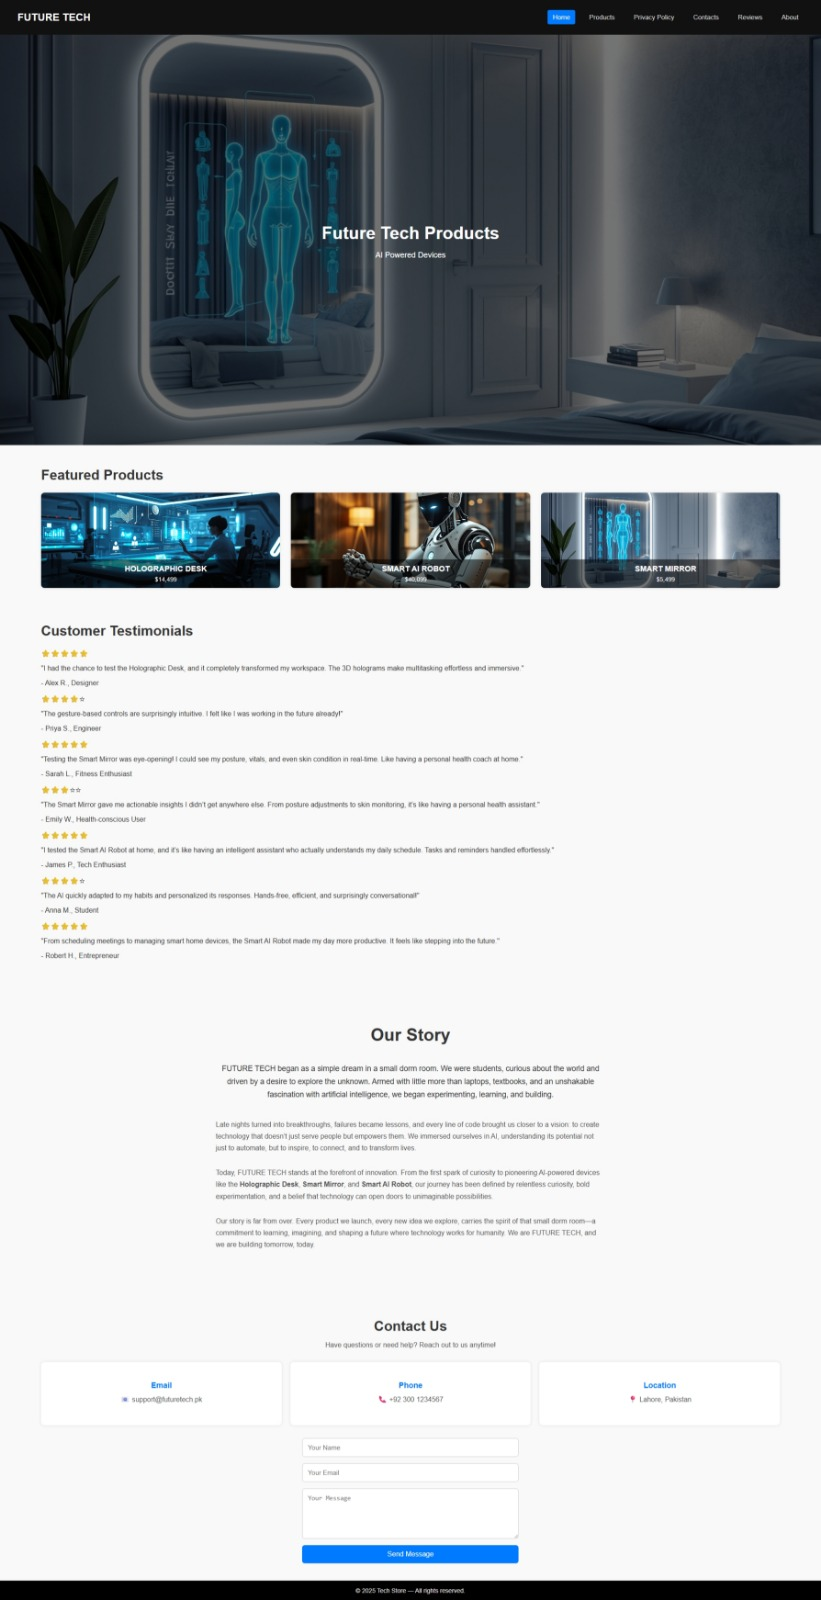 FUTURE TECH
Home Products Privacy Policy Contacts Reviews About
Future Tech Products
AI Powered Devices
Featured Products
HOLOGRAPHIC DESK
$14,499
SMART AI ROBOT
SMART MIRROR
$5,499
Customer Testimonials
"I had the chance to test the Holographic Desk, and it completely transformed my workspace. The 3D holograms make multitasking effortless and immersive."
- Alex R., Designer
"The gesture-based controls are surprisingly intuitive. I felt like I was working in the future already!"
- Priya S., Engineer
"Testing the Smart Mirror was eye-opening! I could see my posture, vitals, and even skin condition in real-time. Like having a personal health coach at home."
- Sarah L., Fitness Enthusiast
"The Smart Mirror gave me actionable insights I didn't get anywhere else. From posture adjustments to skin monitoring, it's like having a personal health assistant."
- Emily W., Health-conscious User
"I tested the Smart AI Robot at home, and it's like having an intelligent assistant who actually understands my daily schedule. Tasks and reminders handled effortlessly."
- James P., Tech Enthusiast
"The AI quickly adapted to my habits and personalized its responses. Hands-free, efficient, and surprisingly conversational!"
- Anna M., Student
"From scheduling meetings to managing smart home devices, the Smart AI Robot made my day more productive. It feels like stepping into the future."
- Robert H., Entrepreneur
Our Story
FUTURE TECH began as a simple dream in a small dorm room. We were students, curious about the world and
driven by a desire to explore the unknown. Armed with little more than laptops, textbooks, and an unshakable
fascination with artificial intelligence, we began experimenting, learning, and building.
Late nights turned into breakthroughs, failures became lessons, and every line of code brought us closer to a vision: to create
technology that doesn't just serve people but empowers them. We immersed ourselves in AI, understanding its potential not
just to automate, but to inspire, to connect, and to transform lives.
Today, FUTURE TECH stands at the forefront of innovation. From the first spark of curiosity to pioneering AI-powered devices
like the Holographic Desk, Smart Mirror, and Smart AI Robot, our journey has been defined by relentless curiosity, bold
experimentation, and a belief that technology can open doors to unimaginable possibilities.
Our story is far from over. Every product we launch, every new idea we explore, carries the spirit of that small dorm room—a
commitment to learning, imagining, and shaping a future where technology works for humanity. We are FUTURE TECH, and
we are building tomorrow, today.
Contact Us
Have questions or need help? Reach out to us anytime!
Email
support@futuretech.pk
Phone
+92 300 1234567
Location
Lahore, Pakistan
Your Name
Your Email
Your Message
Send Message
© 2025 Tech Store — All rights reserved.